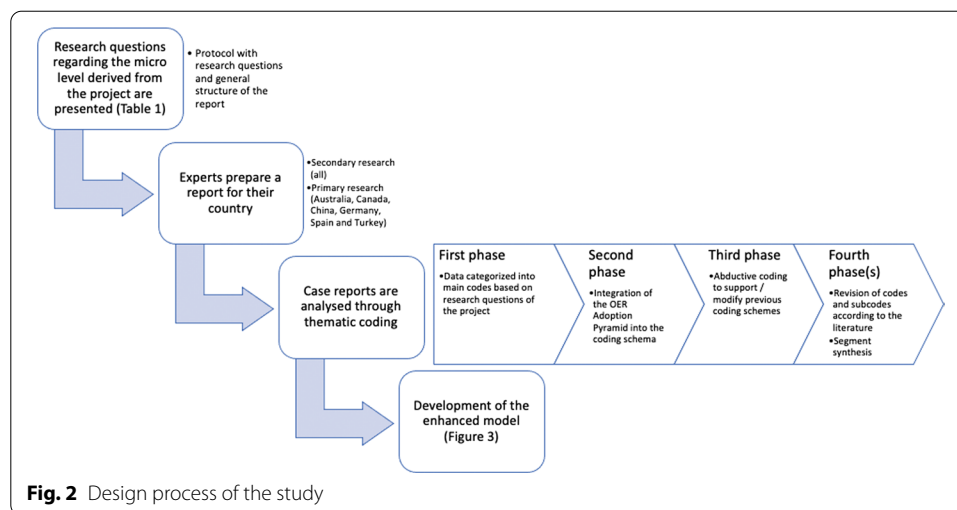 Research questions
regarding the micro
level derived from
the project are
presented (Table 1)
• Protocol with
research questions
and general
structure of the
report
Experts prepare a
report for their
country
•Secondary research
(all)
•Primary research
(Australia, Canada,
China, Germany,
Spain and Turkey)
Case reports are
analysed through
thematic coding
First phase
•Data categorized into
main codes based on
research questions of
the project
Second
phase
•Integration of
the OER
Adoption
Pyramid into the
coding schema
Third phase
•Abductive coding
to support /
modify previous
coding schemes
Fourth
phase(s)
•Revision of codes
and subcodes
according to the
literature
•Segment
synthesis
Development of the
enhanced model
(Figure 3)
Fig. 2 Design process of the study